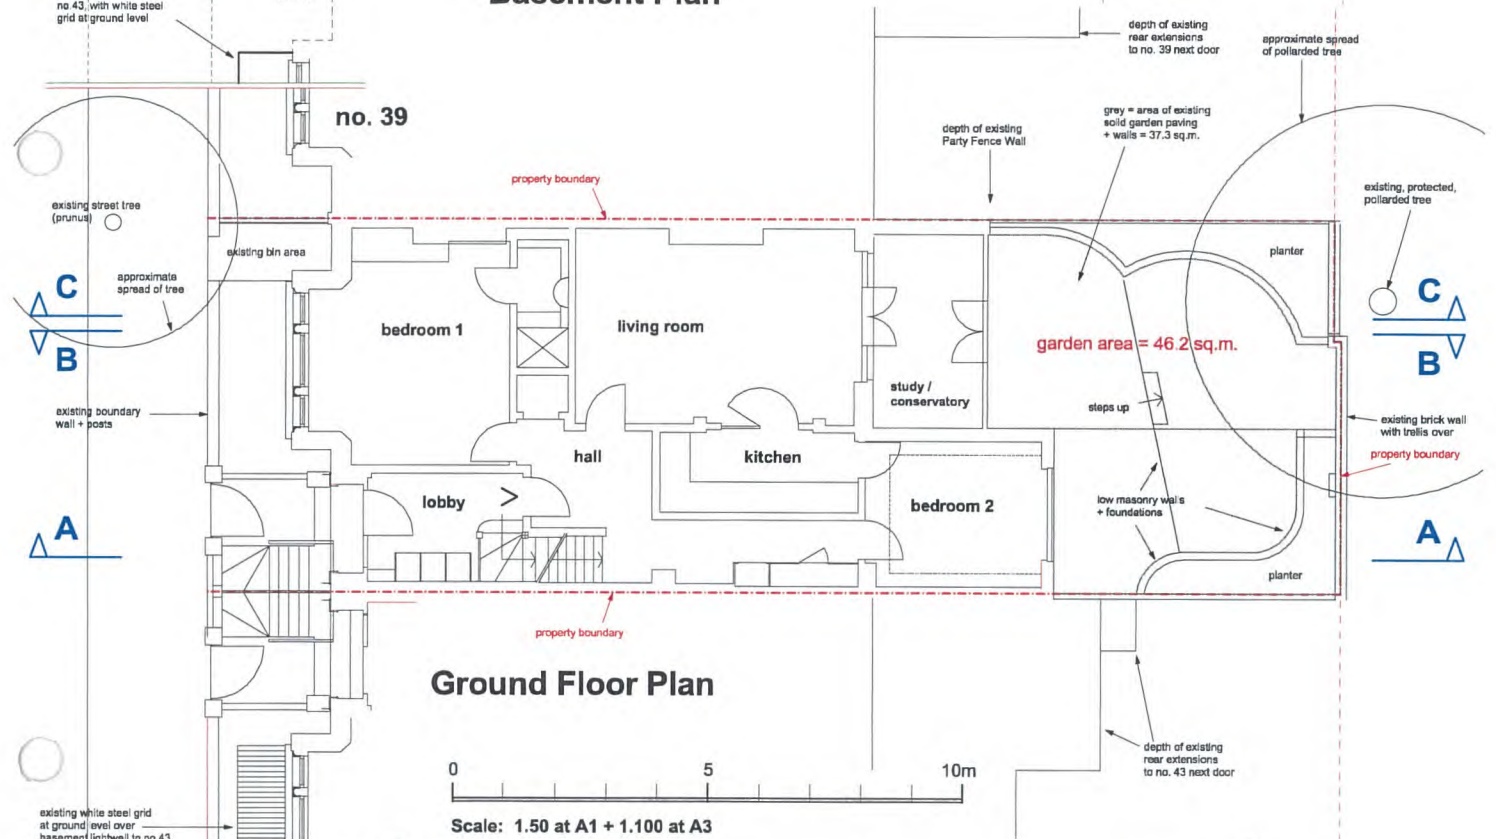 no.43, with white steel
grid at ground level
Basement Plan
depth of existing
rear extensions
to no. 39 next door
approximate spread
of pollarded tree
no. 39
grey = area of existing
solid garden paving
+ walls = 37.3 sq.m.
depth of existing
Party Fence Wall
property boundary
existing, protected,
pollarded tree
existing street tree
(prunus)
existing bin area
planter
approximate
spread of tree
C
C
bedroom 1
living room
garden area = 46.2 sq.m.
B
B
study /
conservatory
steps up
existing boundary
wall + posts
existing brick wall
with trellis over
property boundary
hall
kitchen
lobby
bedroom 2
low masonry walls
+ foundations
A
A
planter
property boundary
Ground Floor Plan
depth of existing
rear extensions
to no. 43 next door
0
5
10m
existing white steel grid
at ground level over
basement lightwell to no.43
Scale: 1.50 at A1 + 1.100 at A3